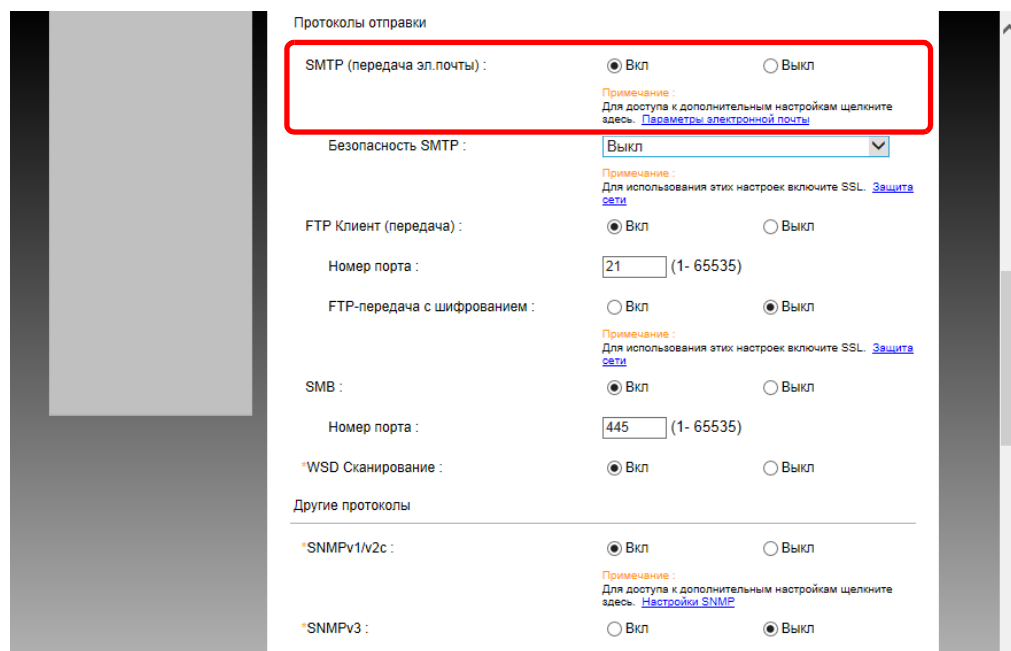 Протоколы отправки
SMTP (передача эл.почты) : Вкл Выкл
Примечание :
Для доступа к дополнительным настройкам щелкните
здесь. Параметры электронной почты
Безопасность SMTP : Выкл
Примечание :
Для использования этих настроек включите SSL. Защита
сети
FTP Клиент (передача) : Вкл Выкл
Номер порта : 21 (1- 65535)
FTP-передача с шифрованием : Вкл Выкл
Примечание :
Для использования этих настроек включите SSL. Защита
сети
SMB : Вкл Выкл
Номер порта : 445 (1- 65535)
*WSD Сканирование : Вкл Выкл
Другие протоколы
*SNMPv1/v2c : Вкл Выкл
Примечание :
Для доступа к дополнительным настройкам щелкните
здесь. Настройки SNMP
*SNMPv3 : Вкл Выкл